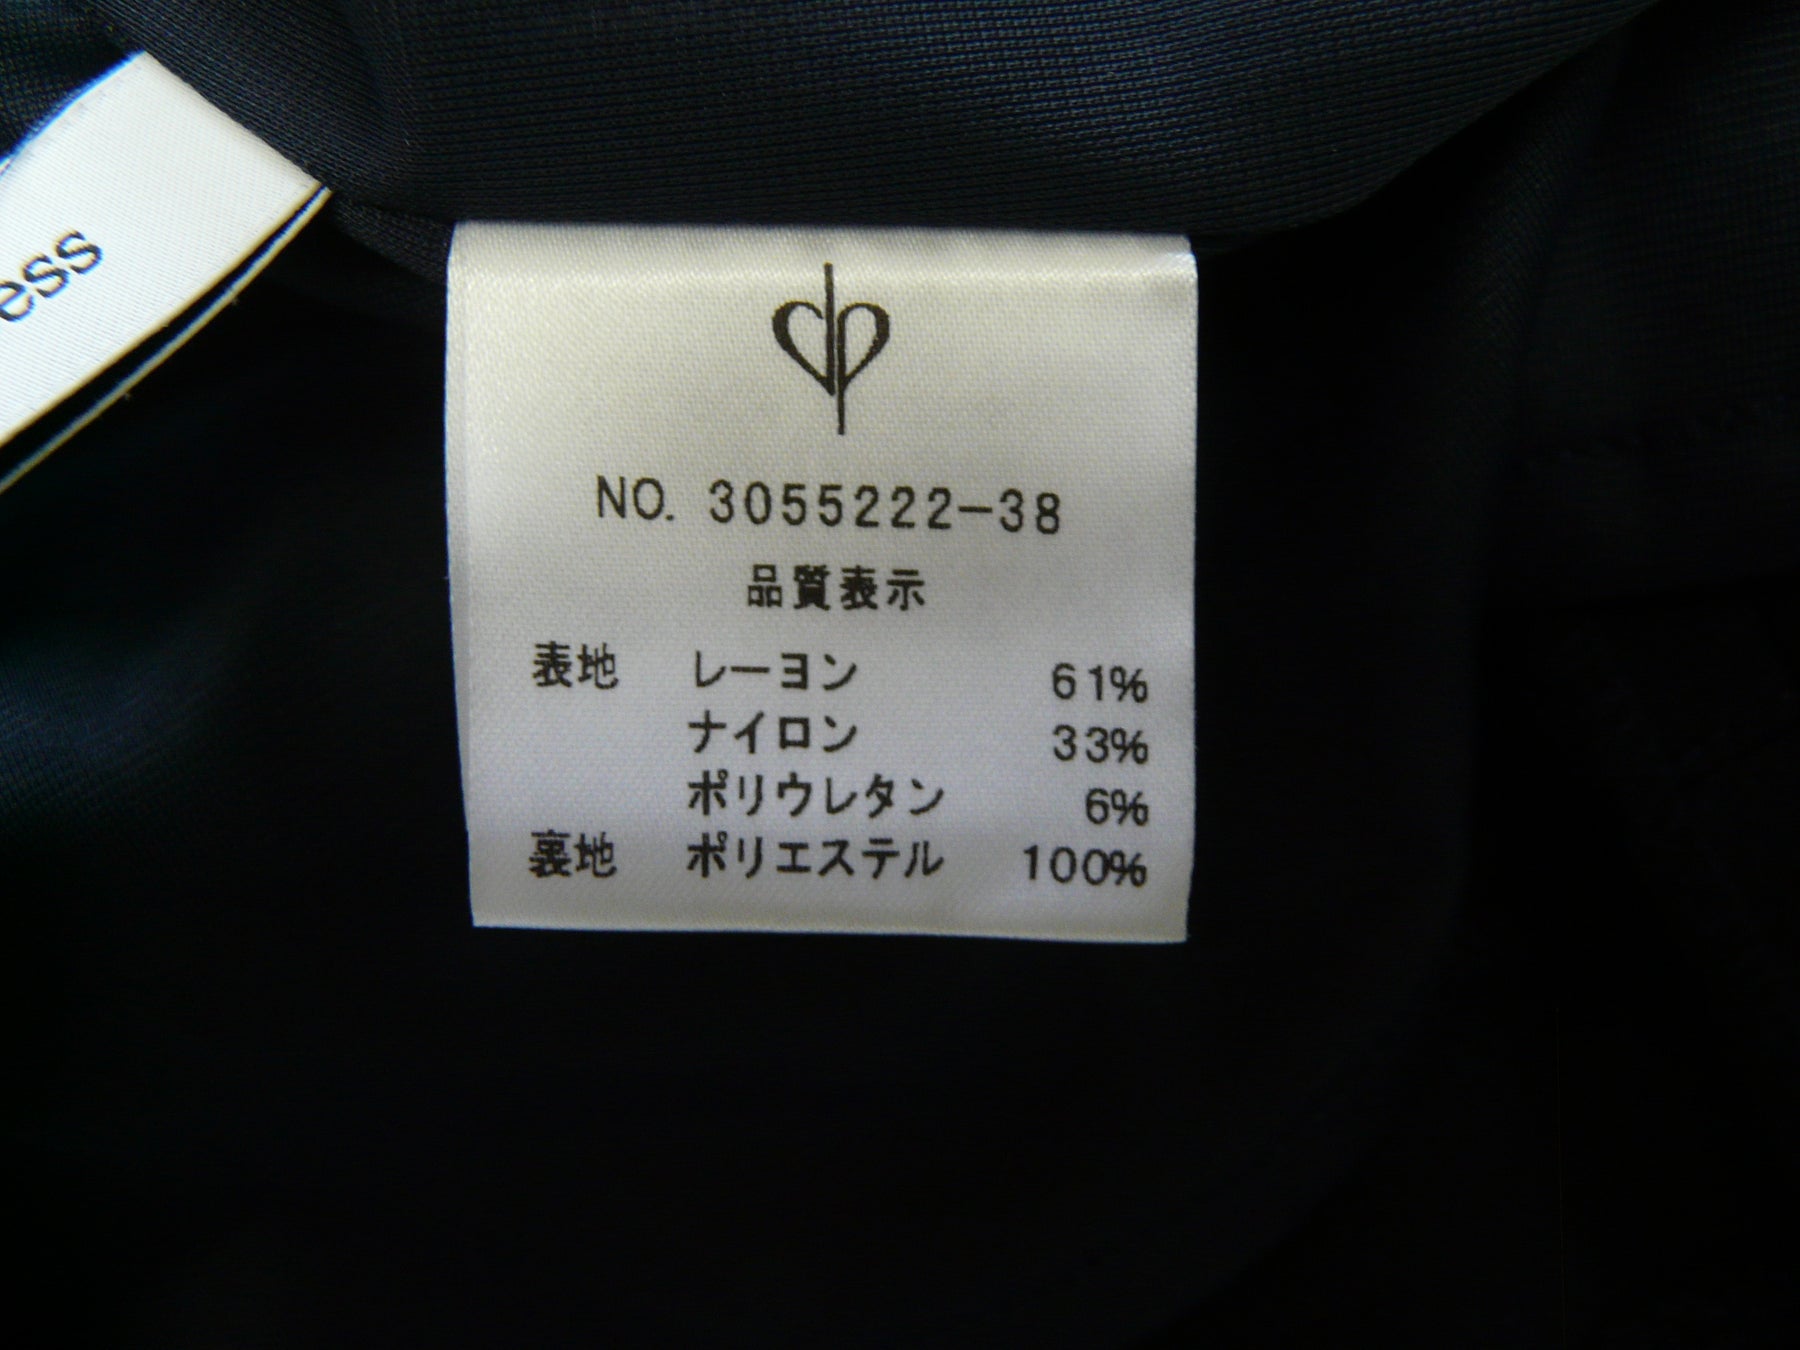 ess
NO. 3055222-38
品質表示
表地 レーヨン 61%
ナイロン 33%
ポリウレタン 6%
裏地 ポリエステル 100%